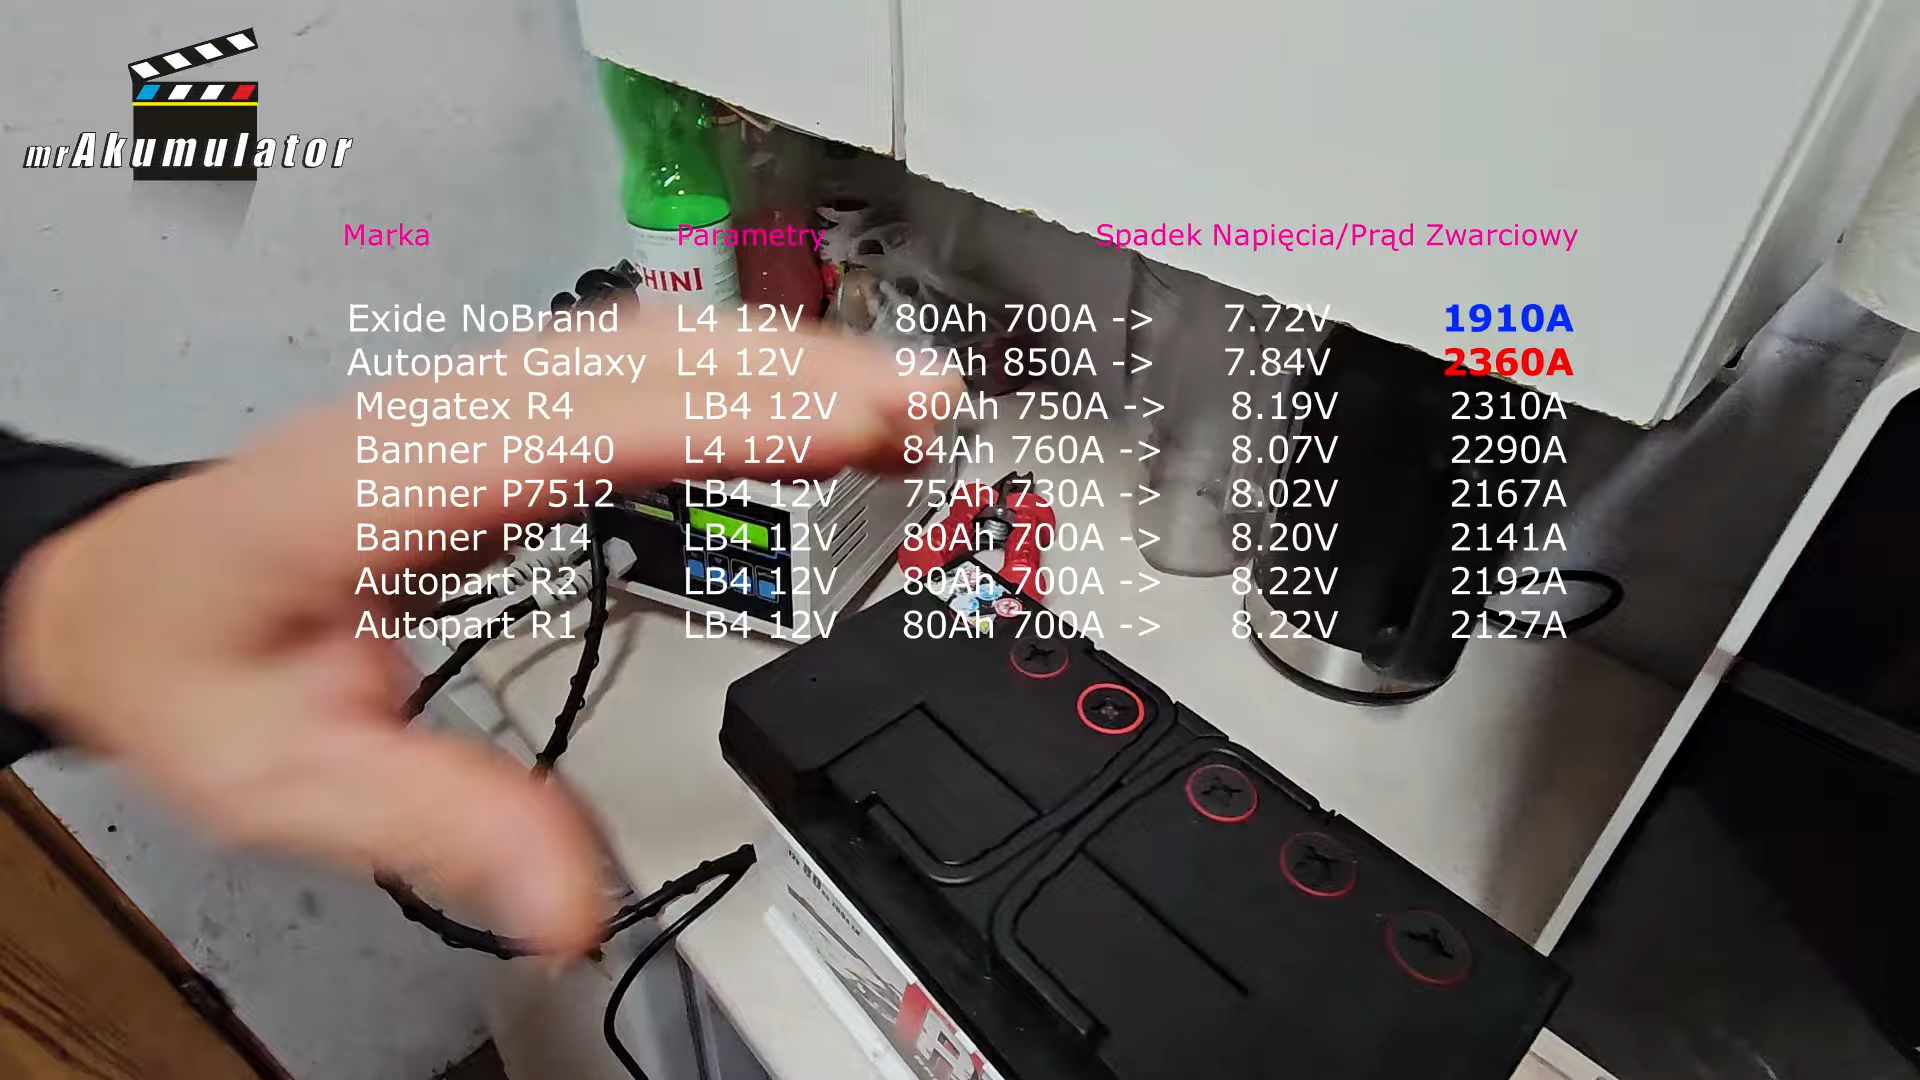 mrAkumulator
Marka Parametry Spadek Napięcia/Prąd Zwarciowy
Exide NoBrand L4 12V 80Ah 700A -> 7.72V 1910A
Autopart Galaxy L4 12V 92Ah 850A -> 7.84V 2360A
Megatex R4 LB4 12V 80Ah 750A -> 8.19V 2310A
Banner P8440 L4 12V 84Ah 760A -> 8.07V 2290A
Banner P7512 LB4 12V 75Ah 730A -> 8.02V 2167A
Banner P814 LB4 12V 80Ah 700A -> 8.20V 2141A
Autopart R2 LB4 12V 80Ah 700A -> 8.22V 2192A
Autopart R1 LB4 12V 80Ah 700A -> 8.22V 2127A